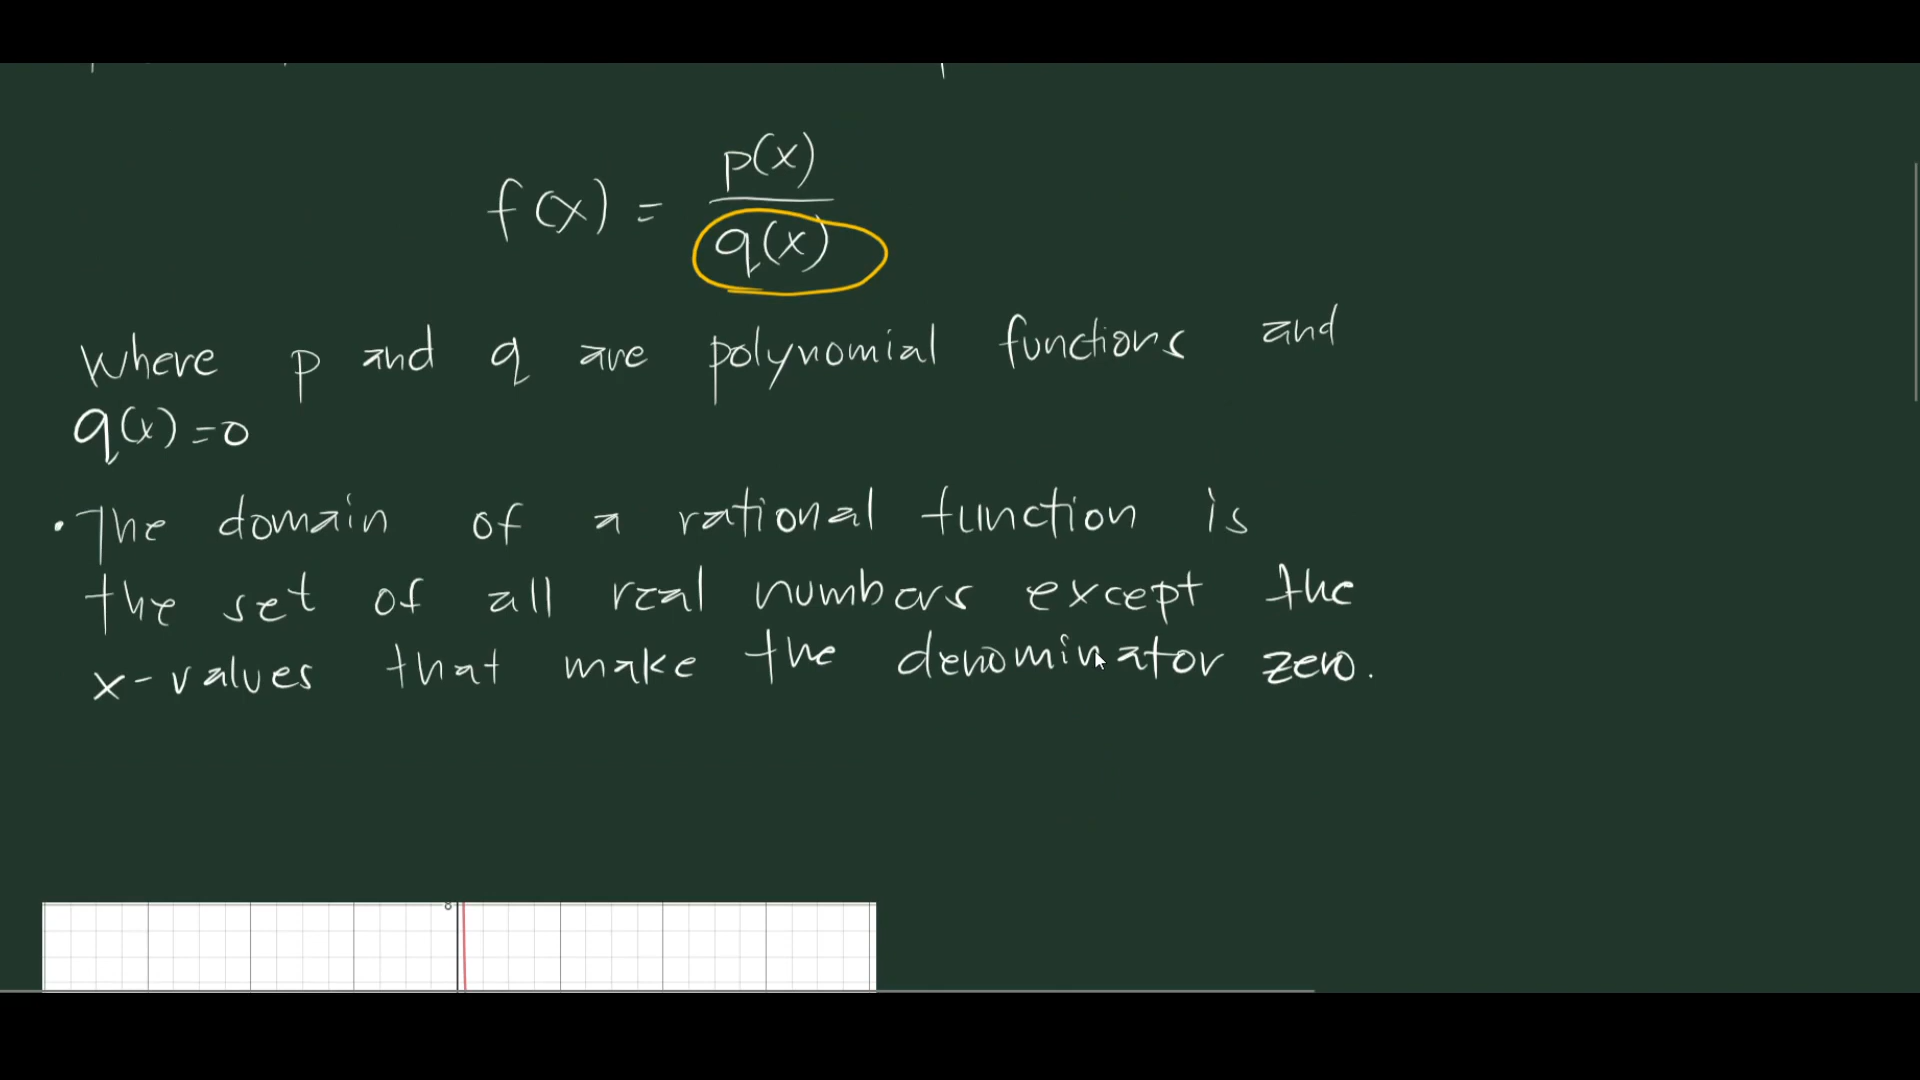 f(x) = p(x) / q(x)
Where p and q are polynomial functions and
q(x) = 0
• The domain of a rational function is
the set of all real numbers except the
x-values that make the denominator zero.
8